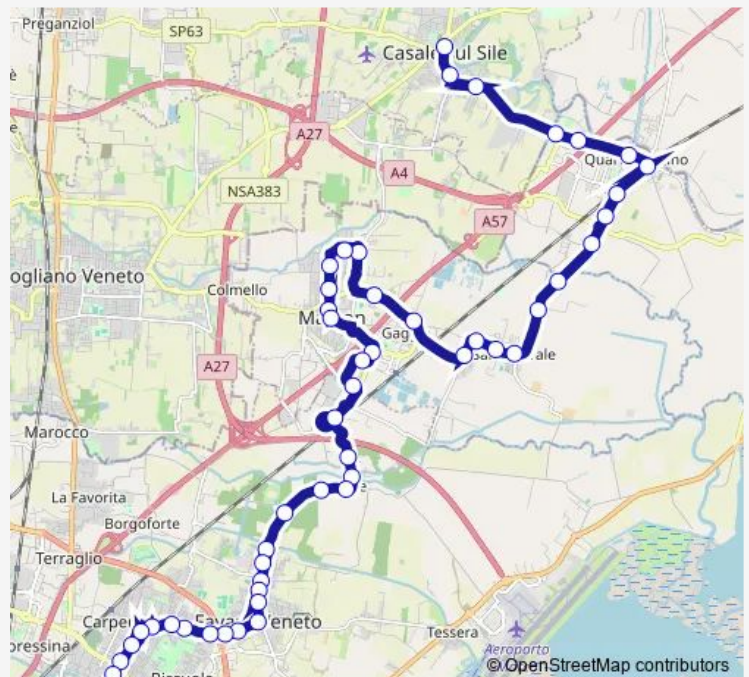 Preganziol
SP63
Casale sul Sile
A27
A4
NSA383
A57
ogliano Veneto
Colmello
Gag
A27
Marocco
La Favorita
Borgoforte
Terraglio
Carpen
Veneto
Tessera
Aeroporto
© OpenStreetMap contributors